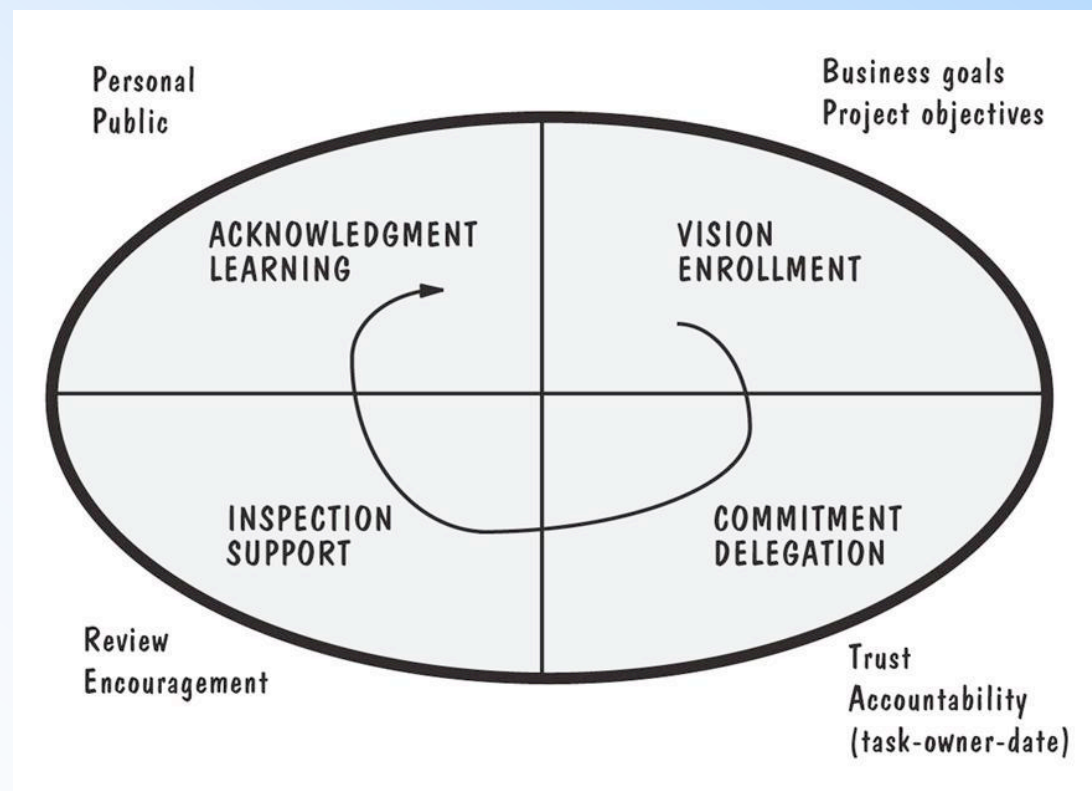 Personal
Public
Business goals
Project objectives
ACKNOWLEDGMENT
LEARNING
VISION
ENROLLMENT
INSPECTION
SUPPORT
COMMITMENT
DELEGATION
Review
Encouragement
Trust
Accountability
(task-owner-date)